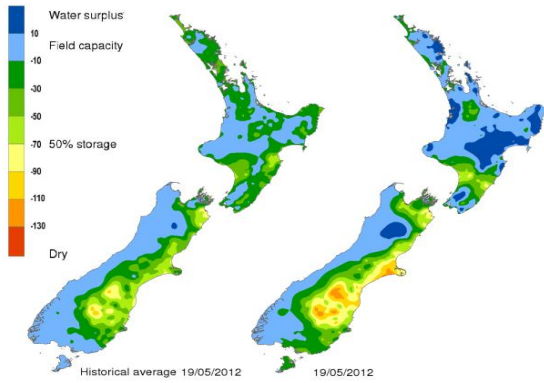 Water surplus
10
Field capacity
-10
-30
-50
50% storage
-70
-90
-110
-130
Dry
Historical average 19/05/2012
19/05/2012